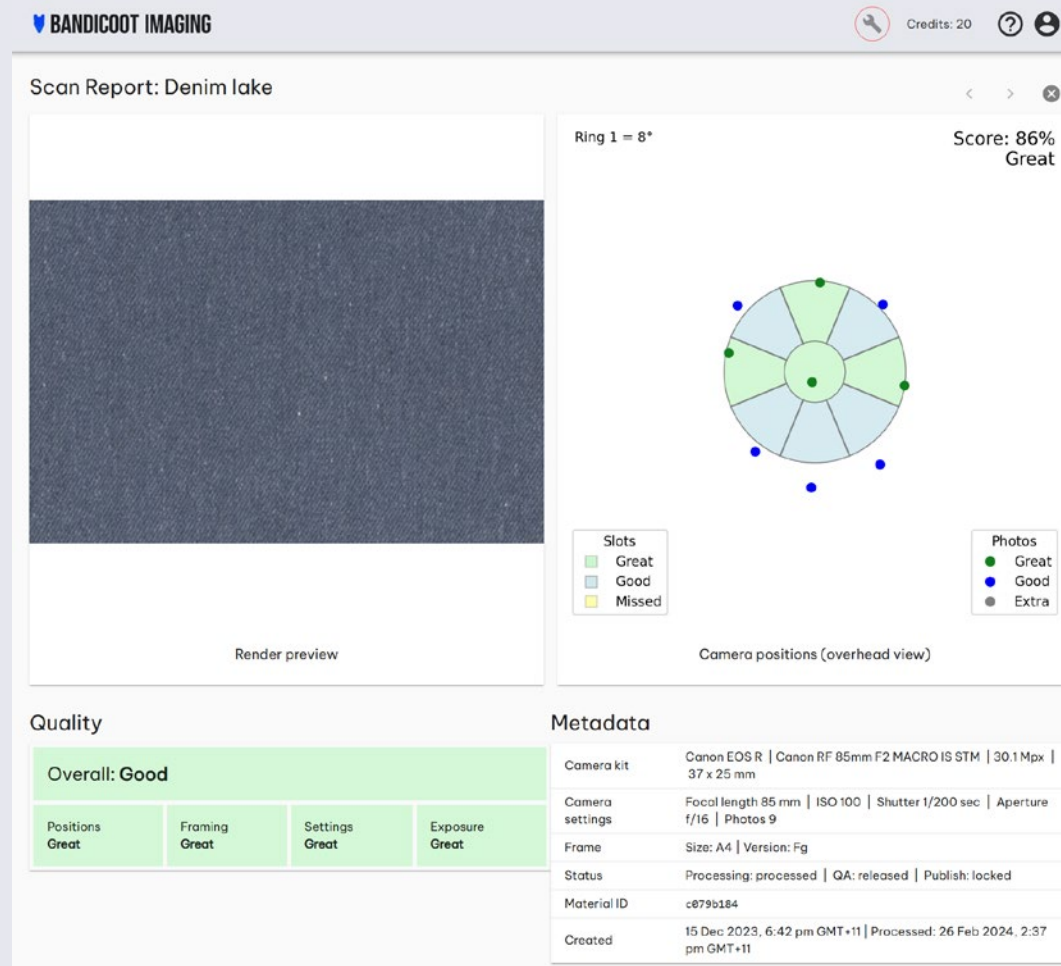 BANDICOOT IMAGING
Credits: 20
Scan Report: Denim lake
Ring 1 = 8°
Score: 86%
Great
Slots
Great
Good
Missed
Photos
Great
Good
Extra
Render preview
Camera positions (overhead view)
Quality
Overall: Good
Positions
Great
Framing
Great
Settings
Great
Exposure
Great
Metadata
Camera kit
Canon EOS R | Canon RF 85mm F2 MACRO IS STM | 30.1 Mpx |
37 x 25 mm
Camera
settings
Focal length 85 mm | ISO 100 | Shutter 1/200 sec | Aperture
f/16 | Photos 9
Frame
Size: A4 | Version: Fg
Status
Processing: processed | QA: released | Publish: locked
Material ID
c079b184
Created
15 Dec 2023, 6:42 pm GMT+11 | Processed: 26 Feb 2024, 2:37
pm GMT+11